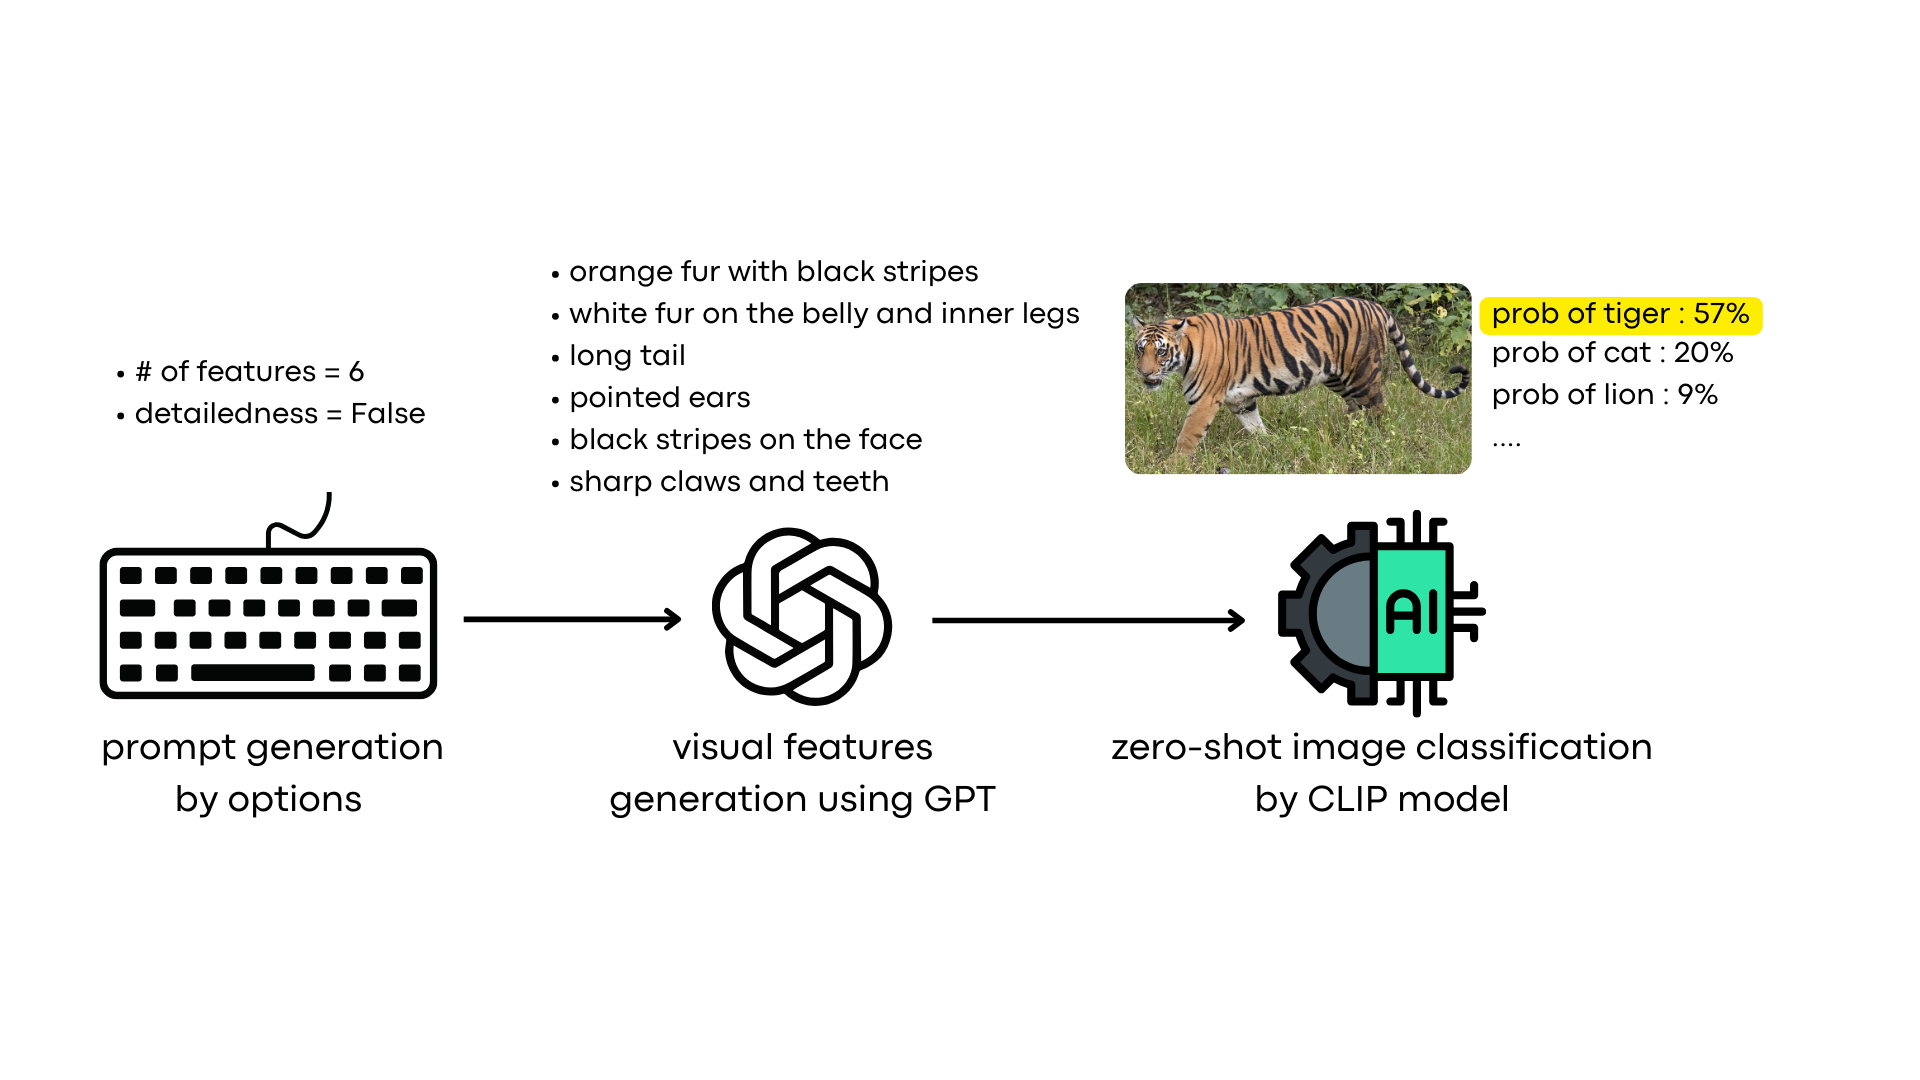 # of features = 6
detailedness = False
orange fur with black stripes
white fur on the belly and inner legs
long tail
pointed ears
black stripes on the face
sharp claws and teeth
prob of tiger : 57%
prob of cat : 20%
prob of lion : 9%
....
AI
prompt generation
by options
visual features
generation using GPT
zero-shot image classification
by CLIP model